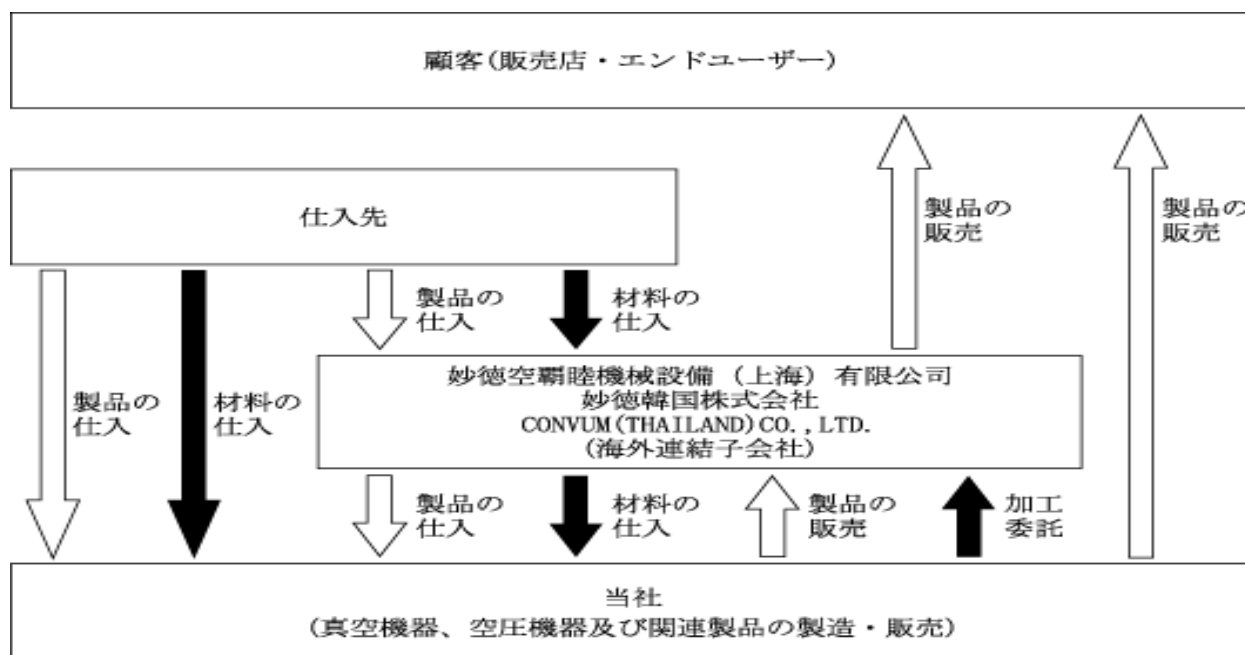 顧客(販売店・エンドユーザー)
製品の
販売
製品の
販売
仕入先
製品の
仕入
材料の
仕入
製品の
仕入
材料の
仕入
妙徳空覇睦機械設備（上海）有限公司
妙徳韓国株式会社
CONVUM(THAILAND)CO.,LTD.
(海外連結子会社)
製品の
仕入
材料の
仕入
製品の
販売
加工
委託
当社
(真空機器、空圧機器及び関連製品の製造・販売)